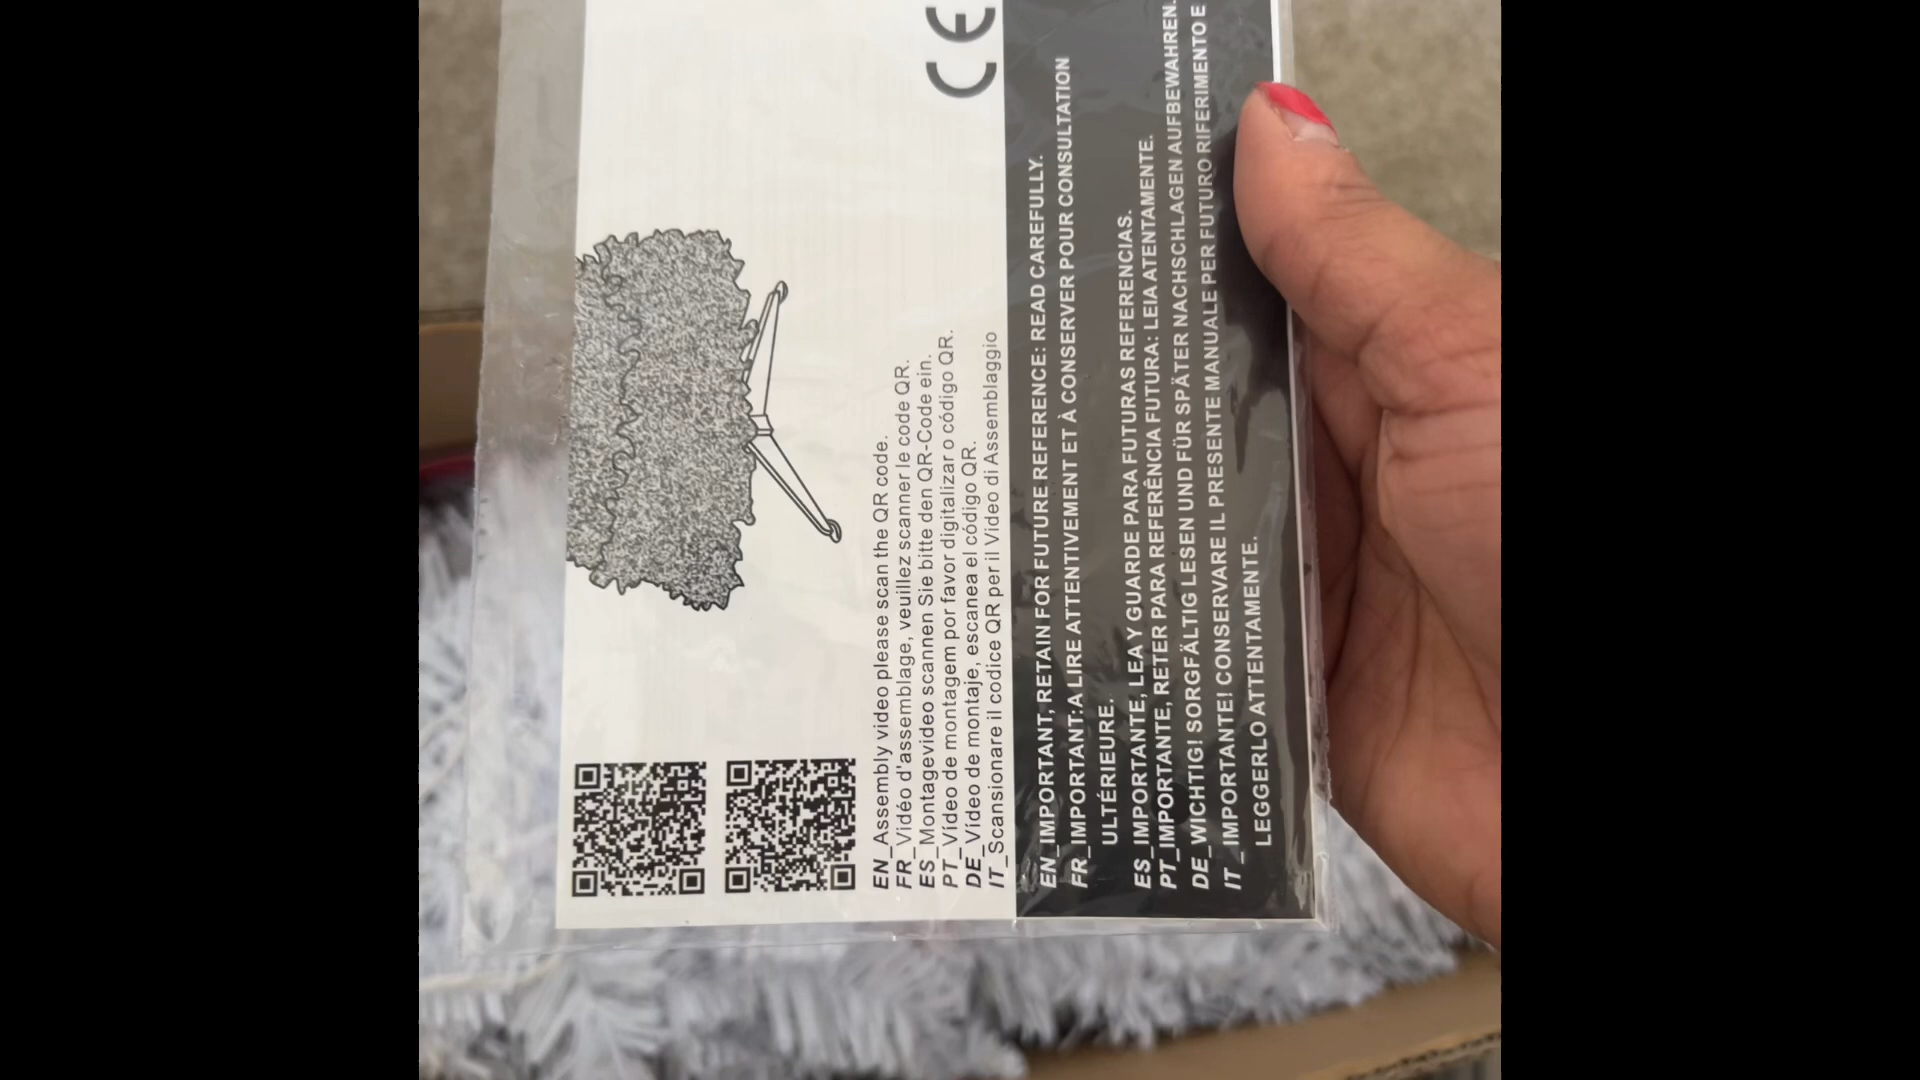 CE
EN_Assembly video please scan the QR code.
FR_Vidéo d'assemblage, veuillez scanner le code QR.
ES_Montagevideo scannen Sie bitte den QR-Code ein.
PT_Vídeo de montagem por favor digitalizar o código QR.
DE_Vídeo de montaje, escanea el código QR.
IT_Scansionare il codice QR per il Video di Assemblaggio
EN_IMPORTANT, RETAIN FOR FUTURE REFERENCE: READ CAREFULLY.
FR_IMPORTANT:A LIRE ATTENTIVEMENT ET À CONSERVER POUR CONSULTATION
ULTÉRIEURE.
ES_IMPORTANTE, LEA Y GUARDE PARA FUTURAS REFERENCIAS.
PT_IMPORTANTE, RETER PARA REFERÊNCIA FUTURA: LEIA ATENTAMENTE.
DE_WICHTIG! SORGFÄLTIG LESEN UND FÜR SPÄTER NACHSCHLAGEN AUFBEWAHREN.
IT_IMPORTANTE! CONSERVARE IL PRESENTE MANUALE PER FUTURO RIFERIMENTO E
LEGGERLO ATTENTAMENTE.